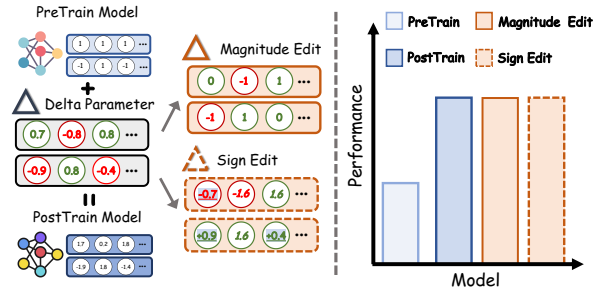 PreTrain Model
1 1 1 ...
-1 1 -1 ...
+
Delta Parameter
0.7 -0.8 0.8 ...
-0.9 0.8 -0.4 ...
=
PostTrain Model
1.7 0.2 1.8 ...
-1.9 1.8 -1.4 ...
Magnitude Edit
0 -1 1 ...
-1 1 0 ...
Sign Edit
-0.7 -1.6 1.6 ...
+0.9 1.6 +0.4 ...
PreTrain
Magnitude Edit
PostTrain
Sign Edit
Performance
Model